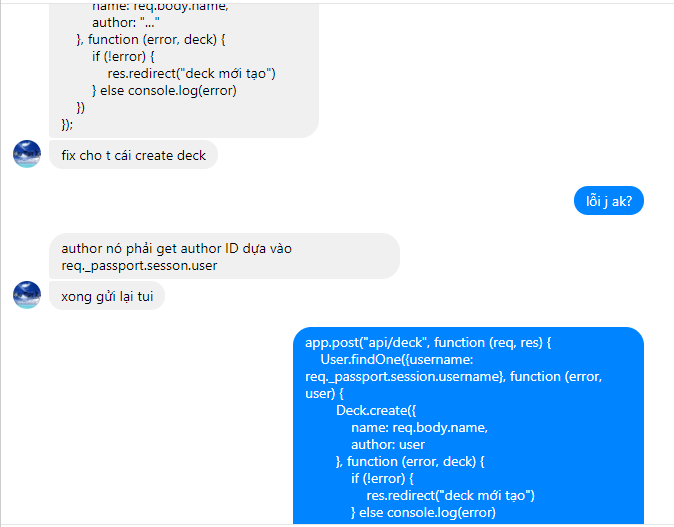 name: req.body.name,
author: "..."
}, function (error, deck) {
if (!error) {
res.redirect("deck mới tạo")
} else console.log(error)
})
});
fix cho t cái create deck
lỗi j ak?
author nó phải get author ID dựa vào
req._passport.sesson.user
xong gửi lại tui
app.post("api/deck", function (req, res) {
User.findOne({username:
req._passport.session.username}, function (error,
user) {
Deck.create({
name: req.body.name,
author: user
}, function (error, deck) {
if (!error) {
res.redirect("deck mới tạo")
} else console.log(error)